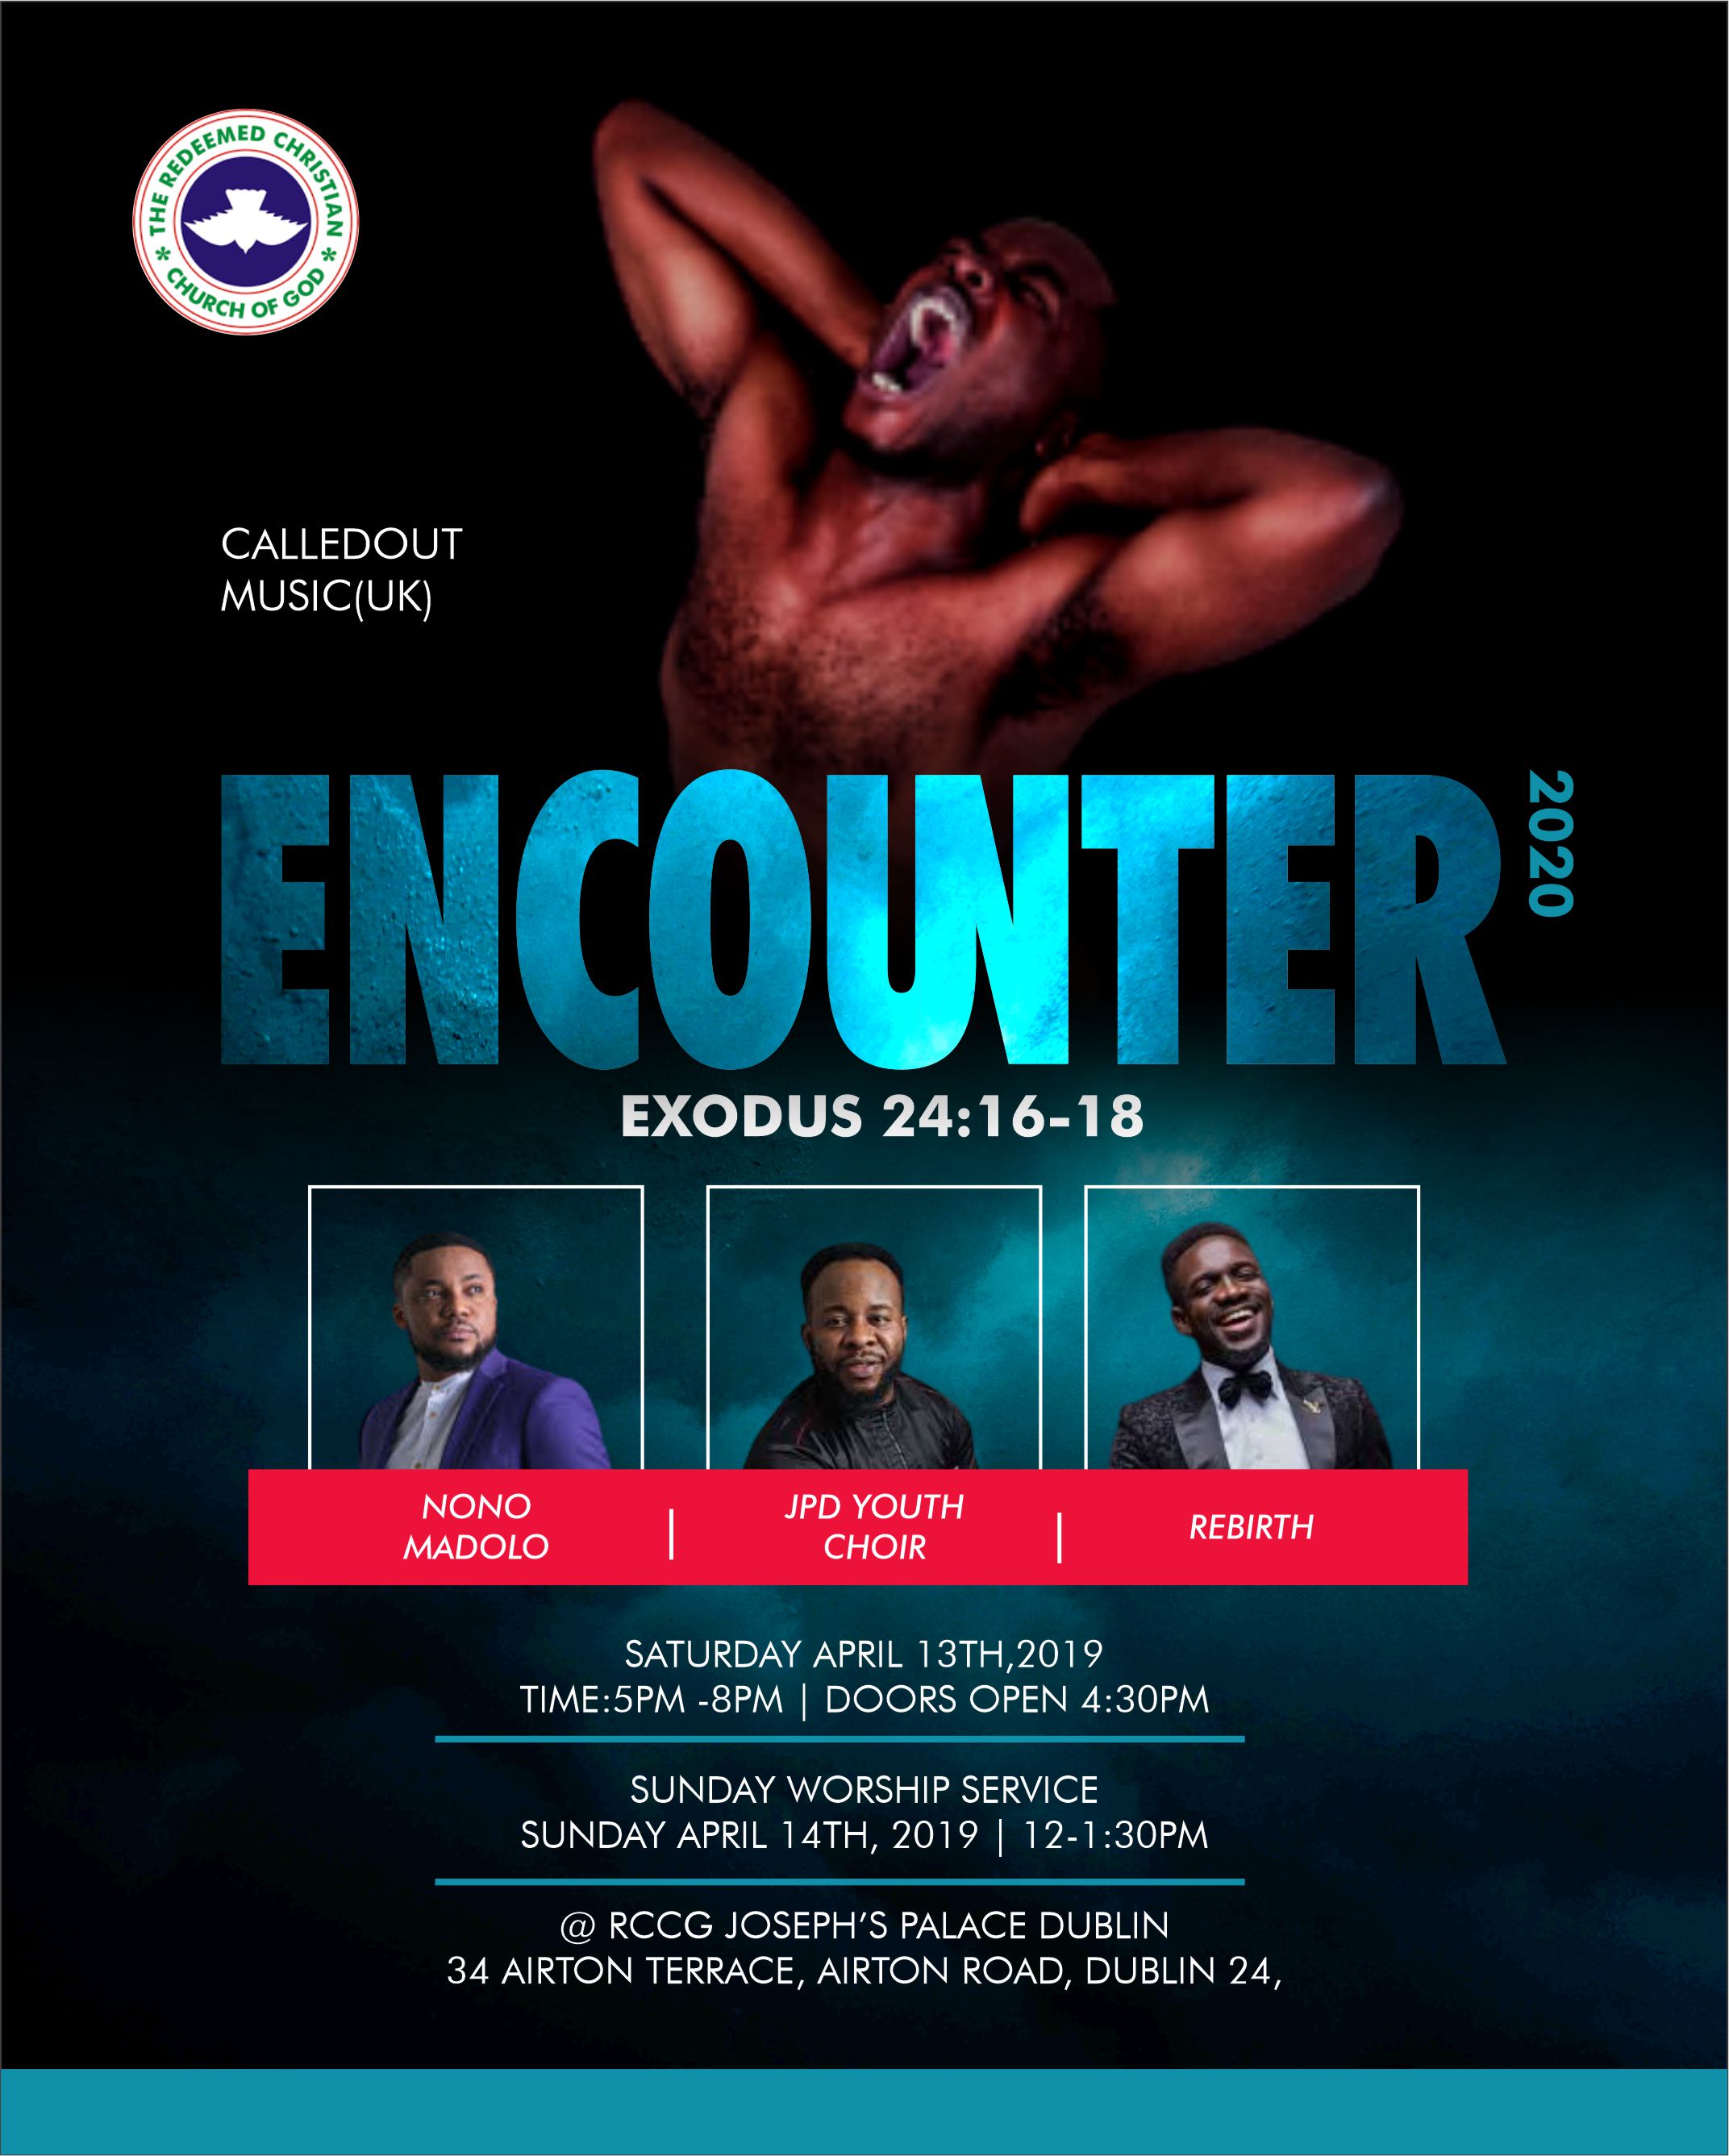 THE REDEEMED CHRISTIAN
* CHURCH OF GOD *
CALLEDOUT
MUSIC(UK)
ENCOUNTER
2020
EXODUS 24:16-18
NONO
MADOLO
|
JPD YOUTH
CHOIR
|
REBIRTH
SATURDAY APRIL 13TH,2019
TIME:5PM -8PM | DOORS OPEN 4:30PM
SUNDAY WORSHIP SERVICE
SUNDAY APRIL 14TH, 2019 | 12-1:30PM
@ RCCG JOSEPH'S PALACE DUBLIN
34 AIRTON TERRACE, AIRTON ROAD, DUBLIN 24,